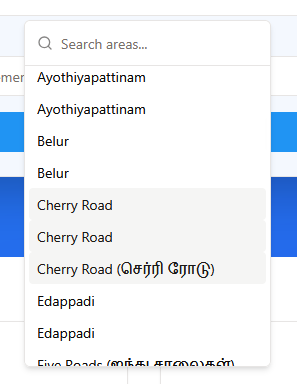 Search areas...
Ayothiyapattinam
Ayothiyapattinam
Belur
Belur
Cherry Road
Cherry Road
Cherry Road (செர்ரி ரோடு)
Edappadi
Edappadi
Five Roads (ஐந்து சாலைகள்)